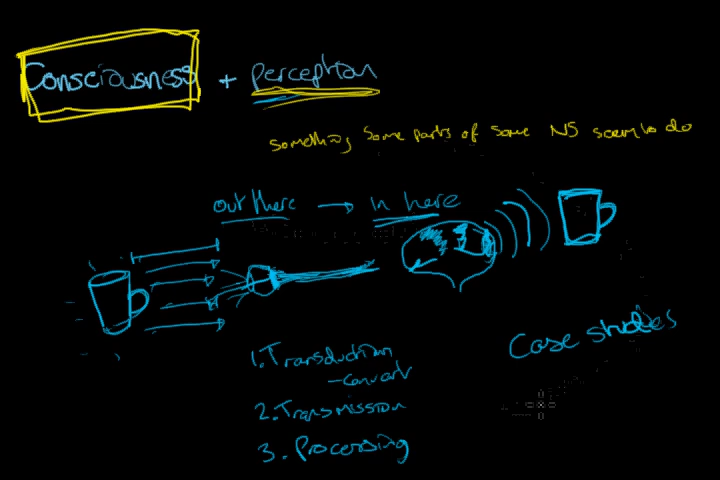 Consciousness + perception
something some parts of some NS seem to do
out there → in here
1. Transduction
- convert
2. Transmission
3. Processing
Case studies